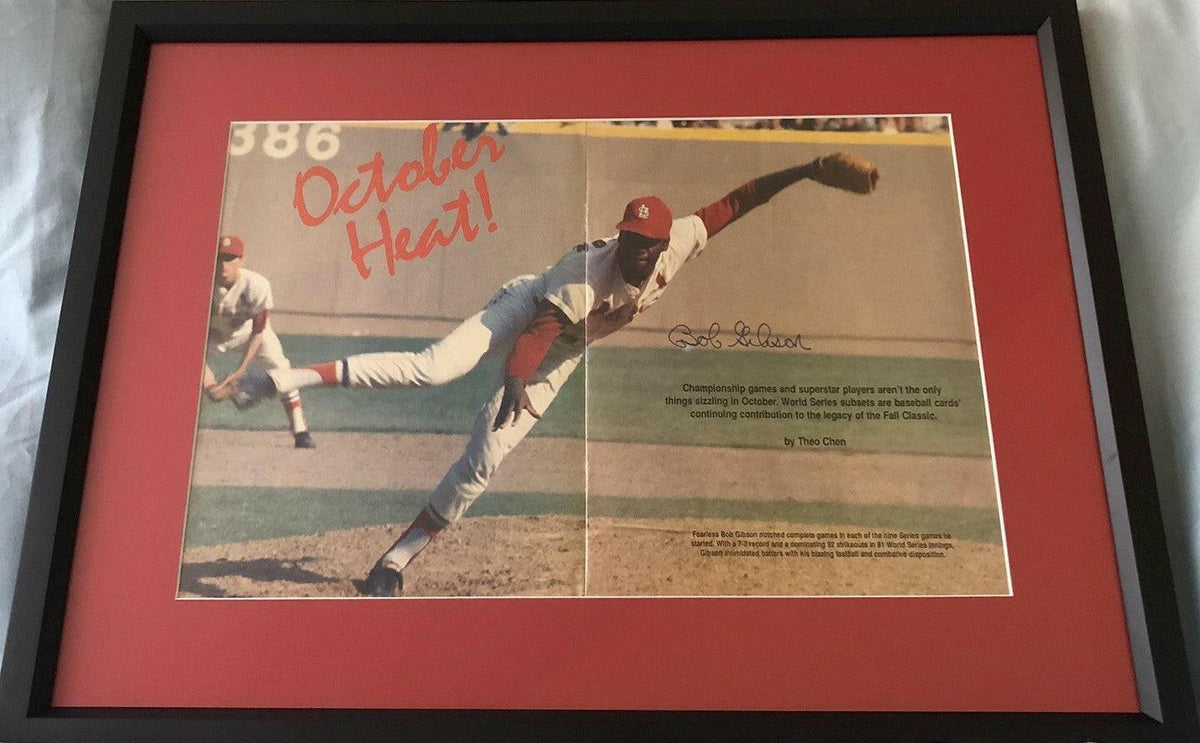 386
October
Heat!
Bob Gibson
Championship games and superstar players aren't the only
things sizzling in October. World Series subsets are baseball cards'
continuing contribution to the legacy of the Fall Classic.
by Theo Chen
Fearless Bob Gibson notched complete games in each of the nine Series games he
started. With a 7-2 record and a dominating 92 strikeouts in 81 World Series innings,
Gibson intimidated batters with his blazing fastball and combative disposition.